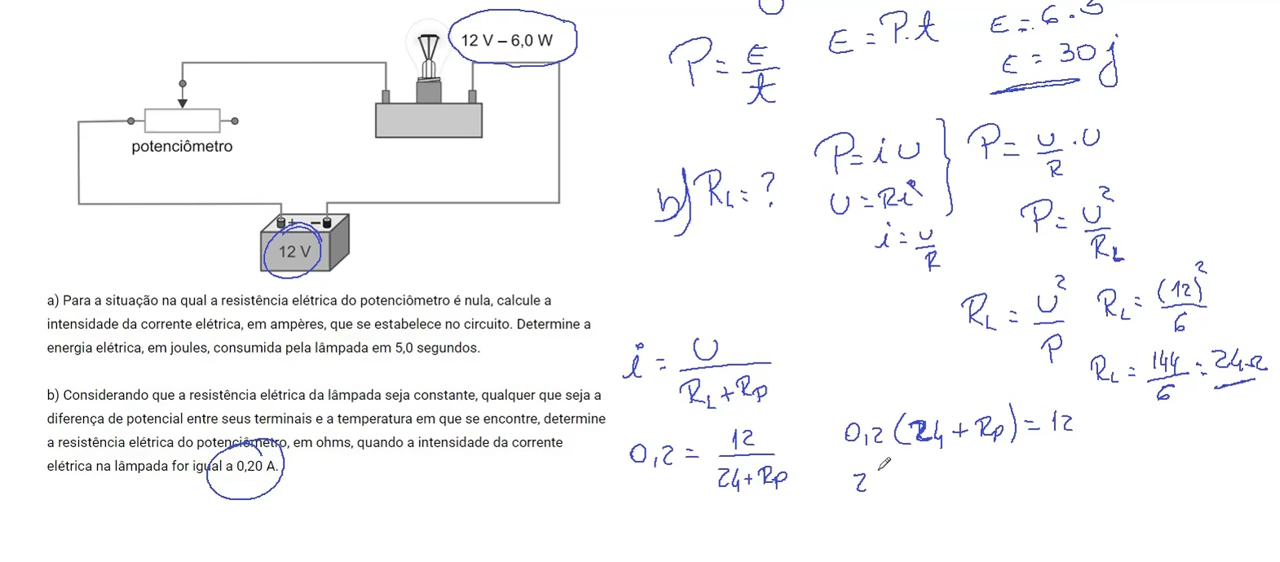 12 V – 6,0 W
potenciômetro
+ –
12 V
a) Para a situação na qual a resistência elétrica do potenciômetro é nula, calcule a
intensidade da corrente elétrica, em ampères, que se estabelece no circuito. Determine a
energia elétrica, em joules, consumida pela lâmpada em 5,0 segundos.
b) Considerando que a resistência elétrica da lâmpada seja constante, qualquer que seja a
diferença de potencial entre seus terminais e a temperatura em que se encontre, determine
a resistência elétrica do potenciômetro, em ohms, quando a intensidade da corrente
elétrica na lâmpada for igual a 0,20 A.
P = E/t
E = P.t
E = 6 . 5
E = 30 j
b) RL = ?
P = i U
U = R i
i = U/R
P = U/R . U
P = U²/RL
RL = U²/P
RL = (12)²/6
RL = 144/6 = 24 Ω
i = U/(RL + Rp)
0,2 = 12/(24 + Rp)
0,2 (24 + Rp) = 12
2